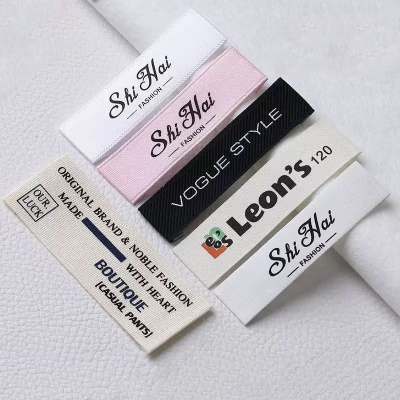 Shi Hai
FASHION
Shi Hai
FASHION
VOGUE STYLE
Leon's 120
Shi Hai
FASHION
OUR
LUCK
ORIGINAL BRAND & NOBLE FASHION
MADE WITH HEART
BOUTIQUE
[CASUAL PANTS]